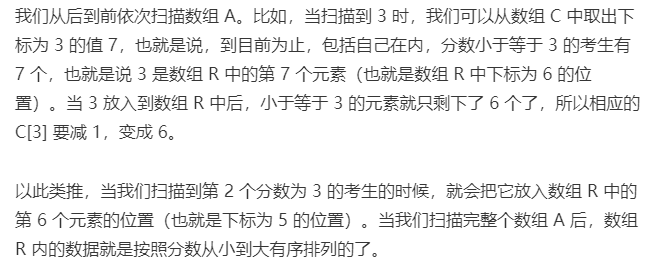 我们从后到前依次扫描数组 A。比如，当扫描到 3 时，我们可以从数组 C 中取出下
标为 3 的值 7，也就是说，到目前为止，包括自己在内，分数小于等于 3 的考生有
7 个，也就是说 3 是数组 R 中的第 7 个元素（也就是数组 R 中下标为 6 的位
置）。当 3 放入到数组 R 中后，小于等于 3 的元素就只剩下了 6 个了，所以相应的
C[3] 要减 1，变成 6。
以此类推，当我们扫描到第 2 个分数为 3 的考生的时候，就会把它放入数组 R 中的
第 6 个元素的位置（也就是下标为 5 的位置）。当我们扫描完整个数组 A 后，数组
R 内的数据就是按照分数从小到大有序排列的了。